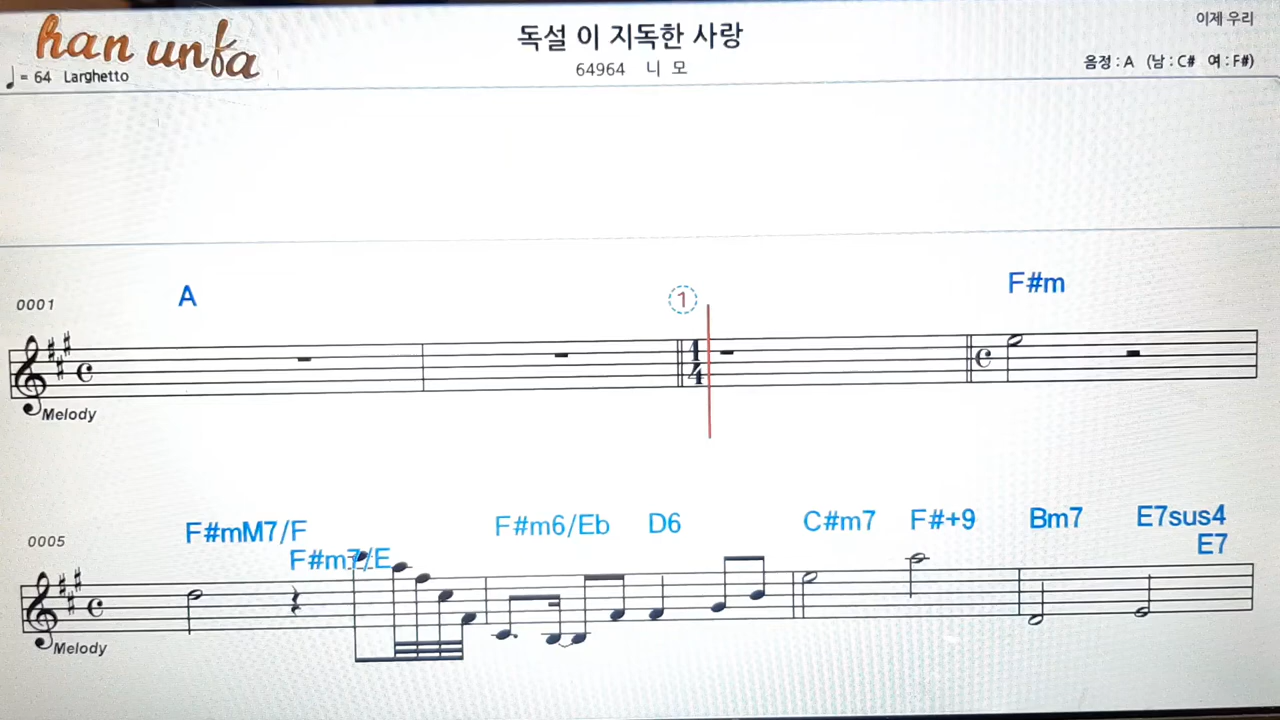 han unfa
이제 우리
독설 이 지독한 사랑
♩= 64 Larghetto
64964 니 모
음정 : A (남 : C# 여 : F#)
0001
A
1
F#m
4
4
Melody
0005
F#mM7/F
F#m7/E
F#m6/Eb
D6
C#m7
F#+9
Bm7
E7sus4
E7
Melody